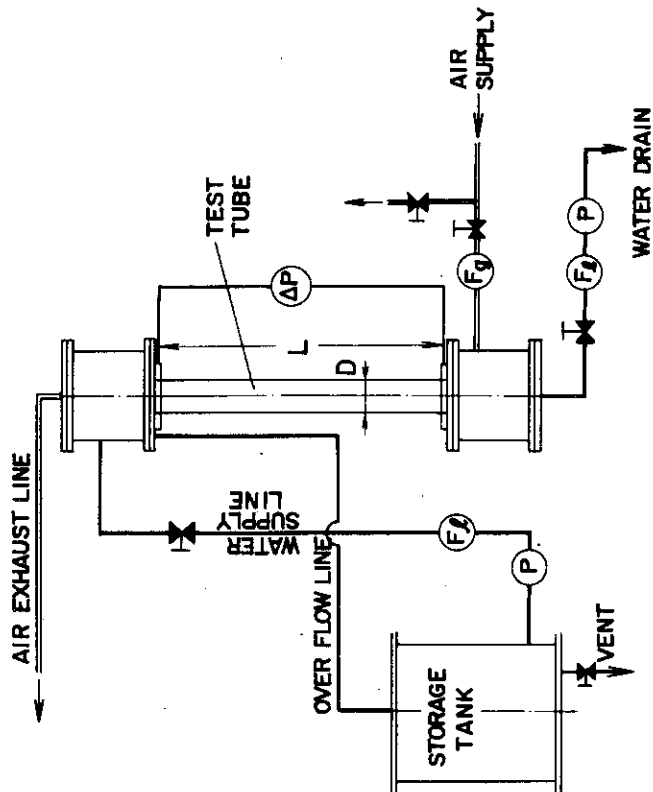 AIR EXHAUST LINE
TEST
TUBE
AIR
SUPPLY
ΔP
L
D
Fg
WATER
SUPPLY
LINE
OVER FLOW LINE
Fℓ
P
Fℓ
P
WATER DRAIN
STORAGE
TANK
VENT